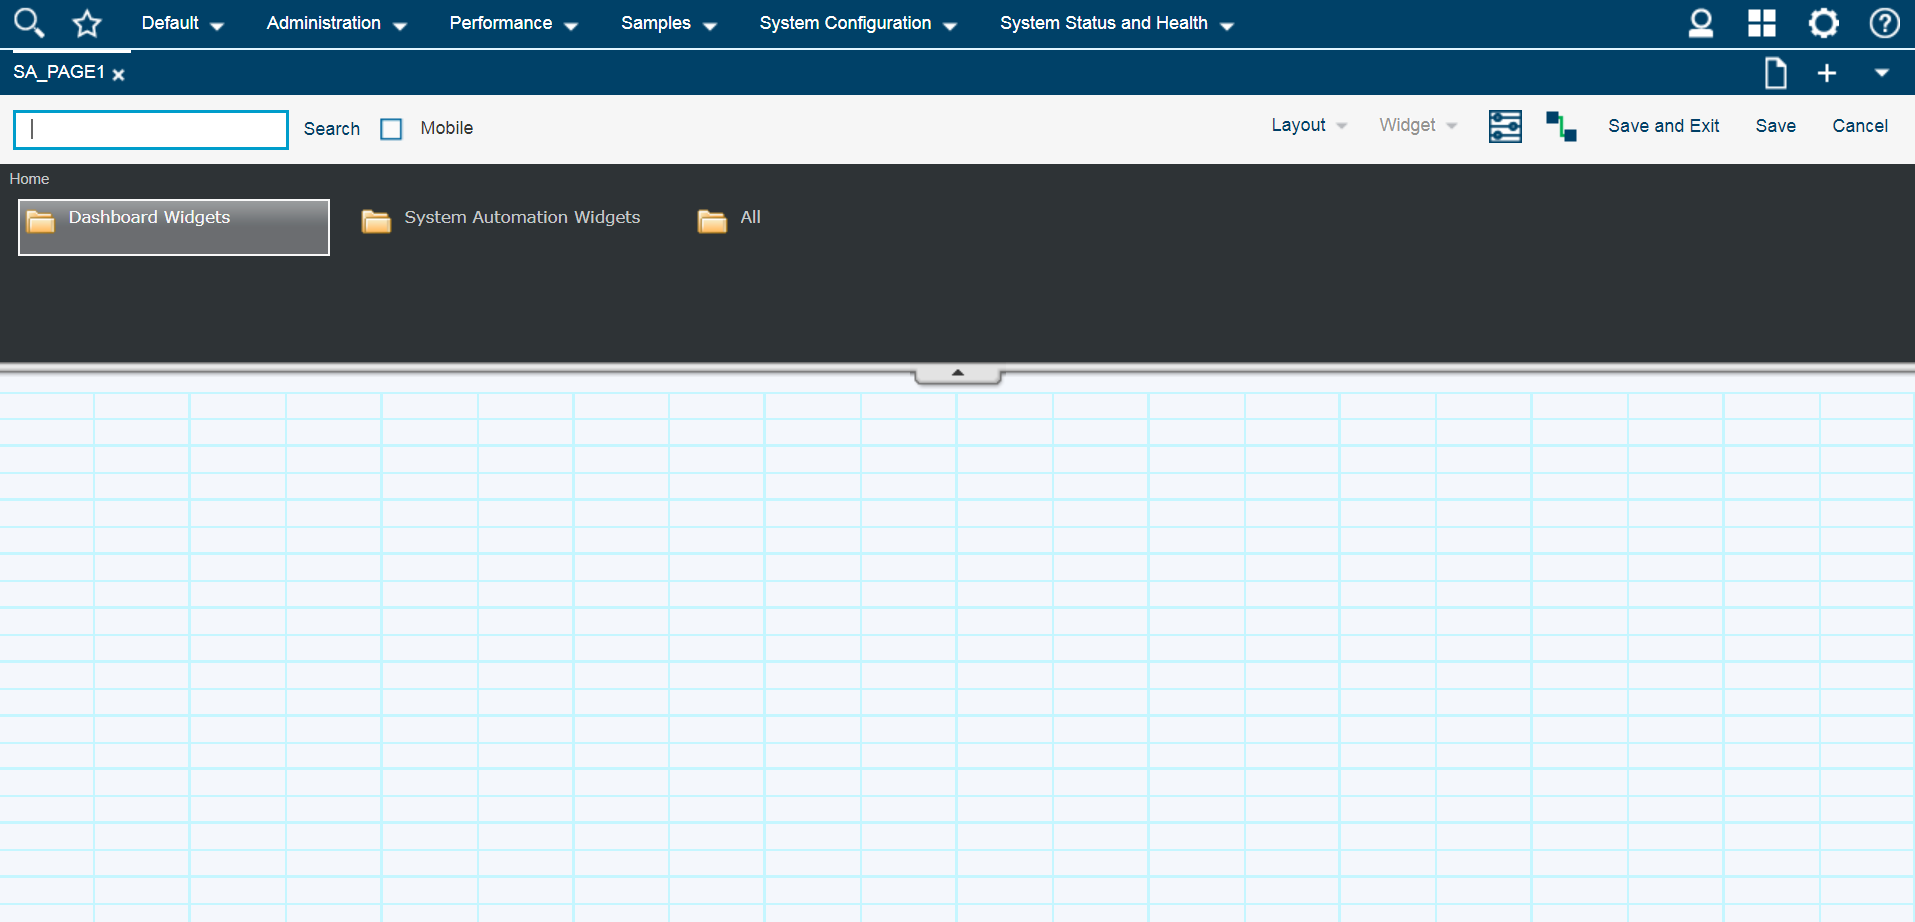 Default Administration Performance Samples System Configuration System Status and Health
SA_PAGE1
Search Mobile Layout Widget Save and Exit Save Cancel
Home
Dashboard Widgets System Automation Widgets All